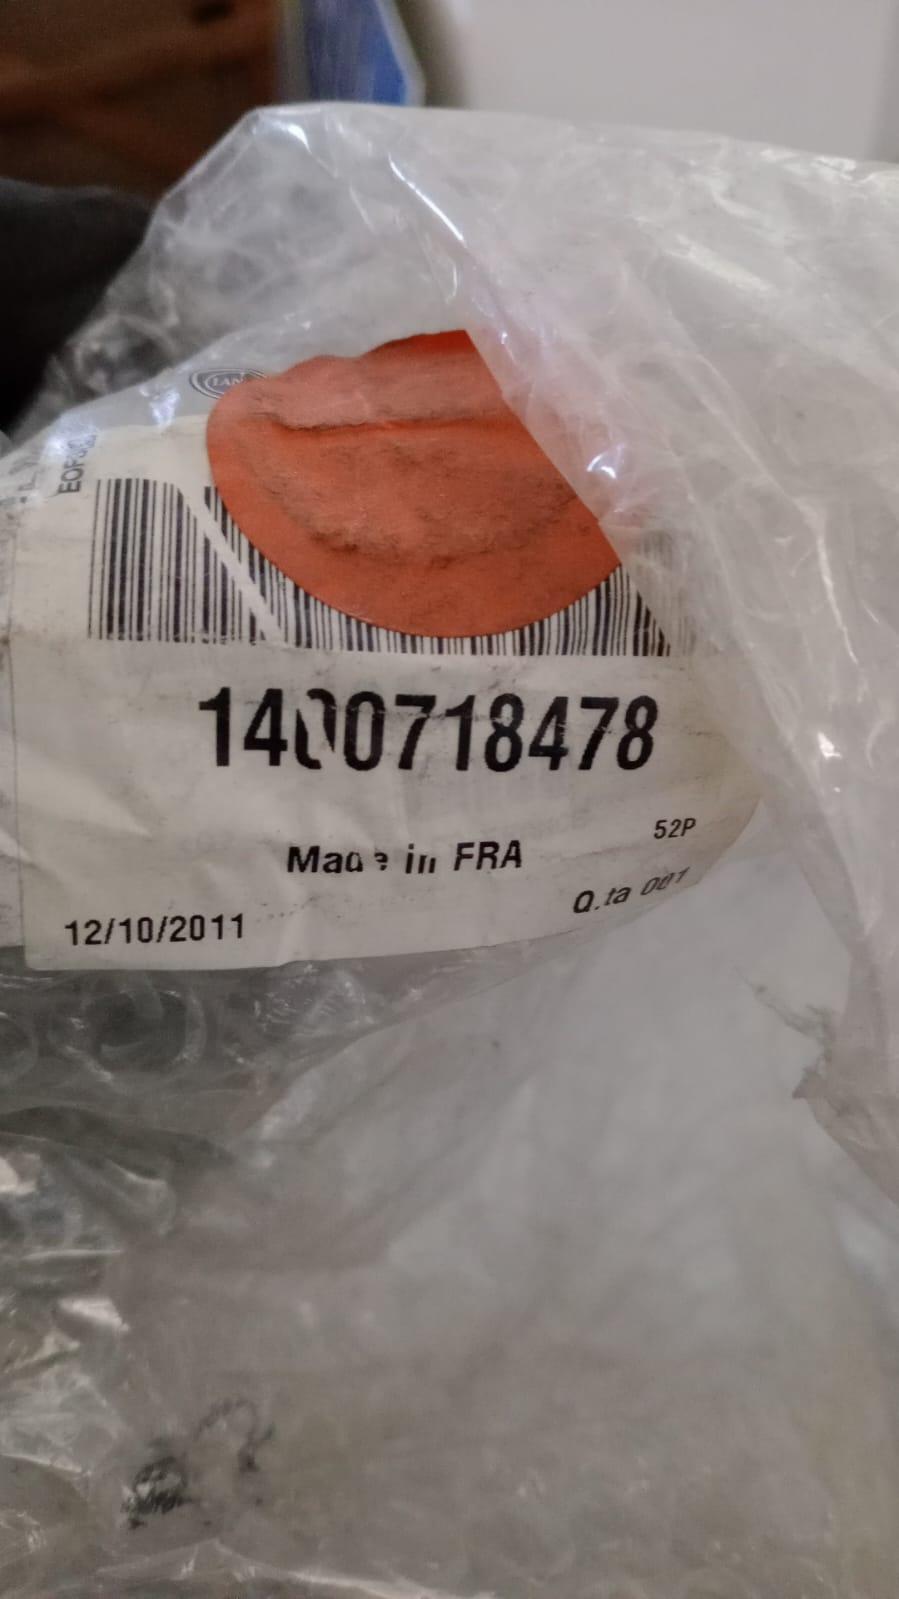 1400718478
52P
Made in FRA
Q.ta 001
12/10/2011